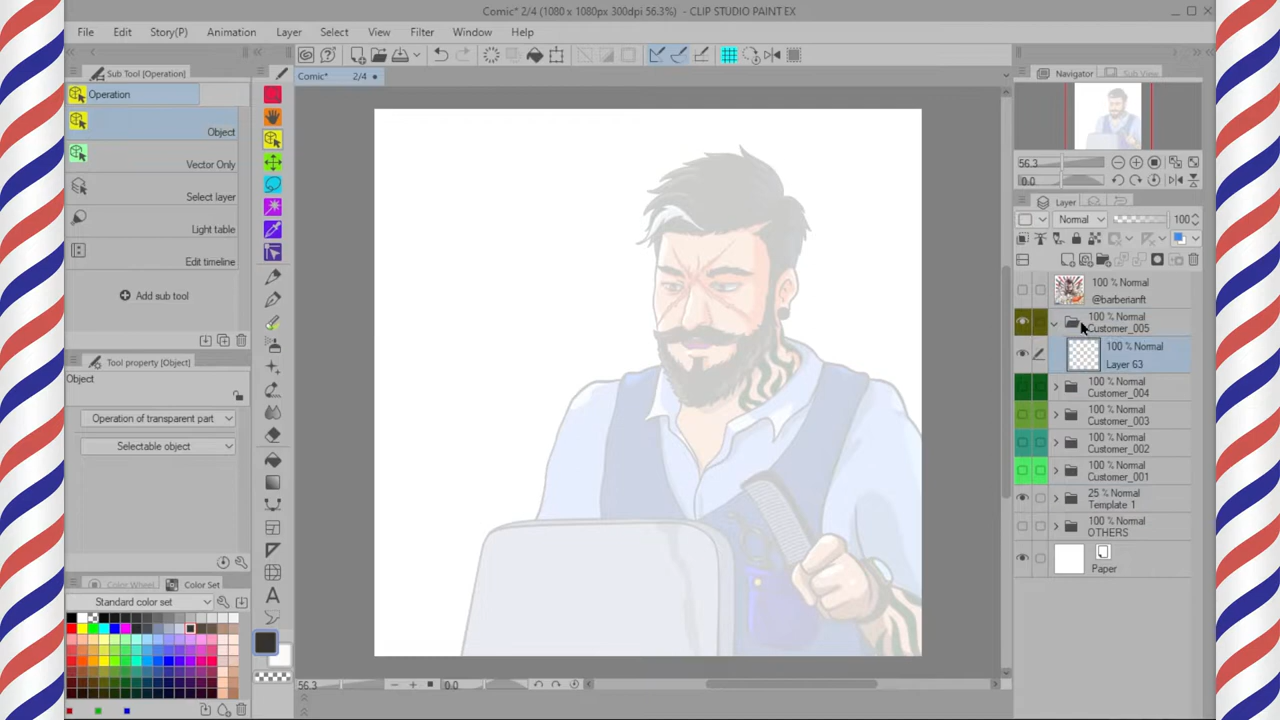 Comic* 2/4 (1080 x 1080px 300dpi 56.3%) - CLIP STUDIO PAINT EX
File Edit Story(P) Animation Layer Select View Filter Window Help
Sub Tool [Operation]
Comic* 2/4
Navigator Sub View
Operation
Object
Vector Only
Select layer
Light table
Edit timeline
Add sub tool
Tool property [Object]
Object
Operation of transparent part
Selectable object
Color Wheel Color Set
Standard color set
56.3 0.0
56.3
0.0
Layer
Normal 100
100 % Normal
@barberianft
100 % Normal
Customer_005
100 % Normal
Layer 63
100 % Normal
Customer_004
100 % Normal
Customer_003
100 % Normal
Customer_002
100 % Normal
Customer_001
25 % Normal
Template 1
100 % Normal
OTHERS
Paper